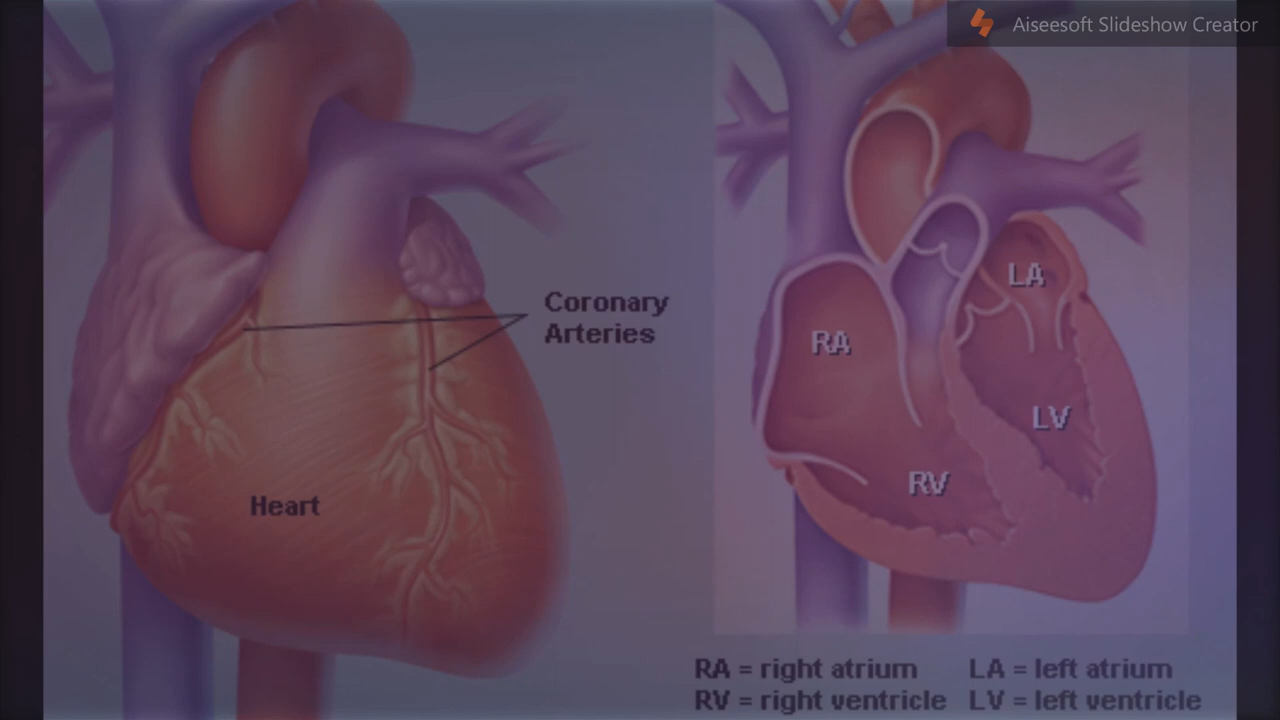 Aiseesoft Slideshow Creator
Coronary
Arteries
Heart
RA
LA
RV
LV
RA = right atrium LA = left atrium
RV = right ventricle LV = left ventricle